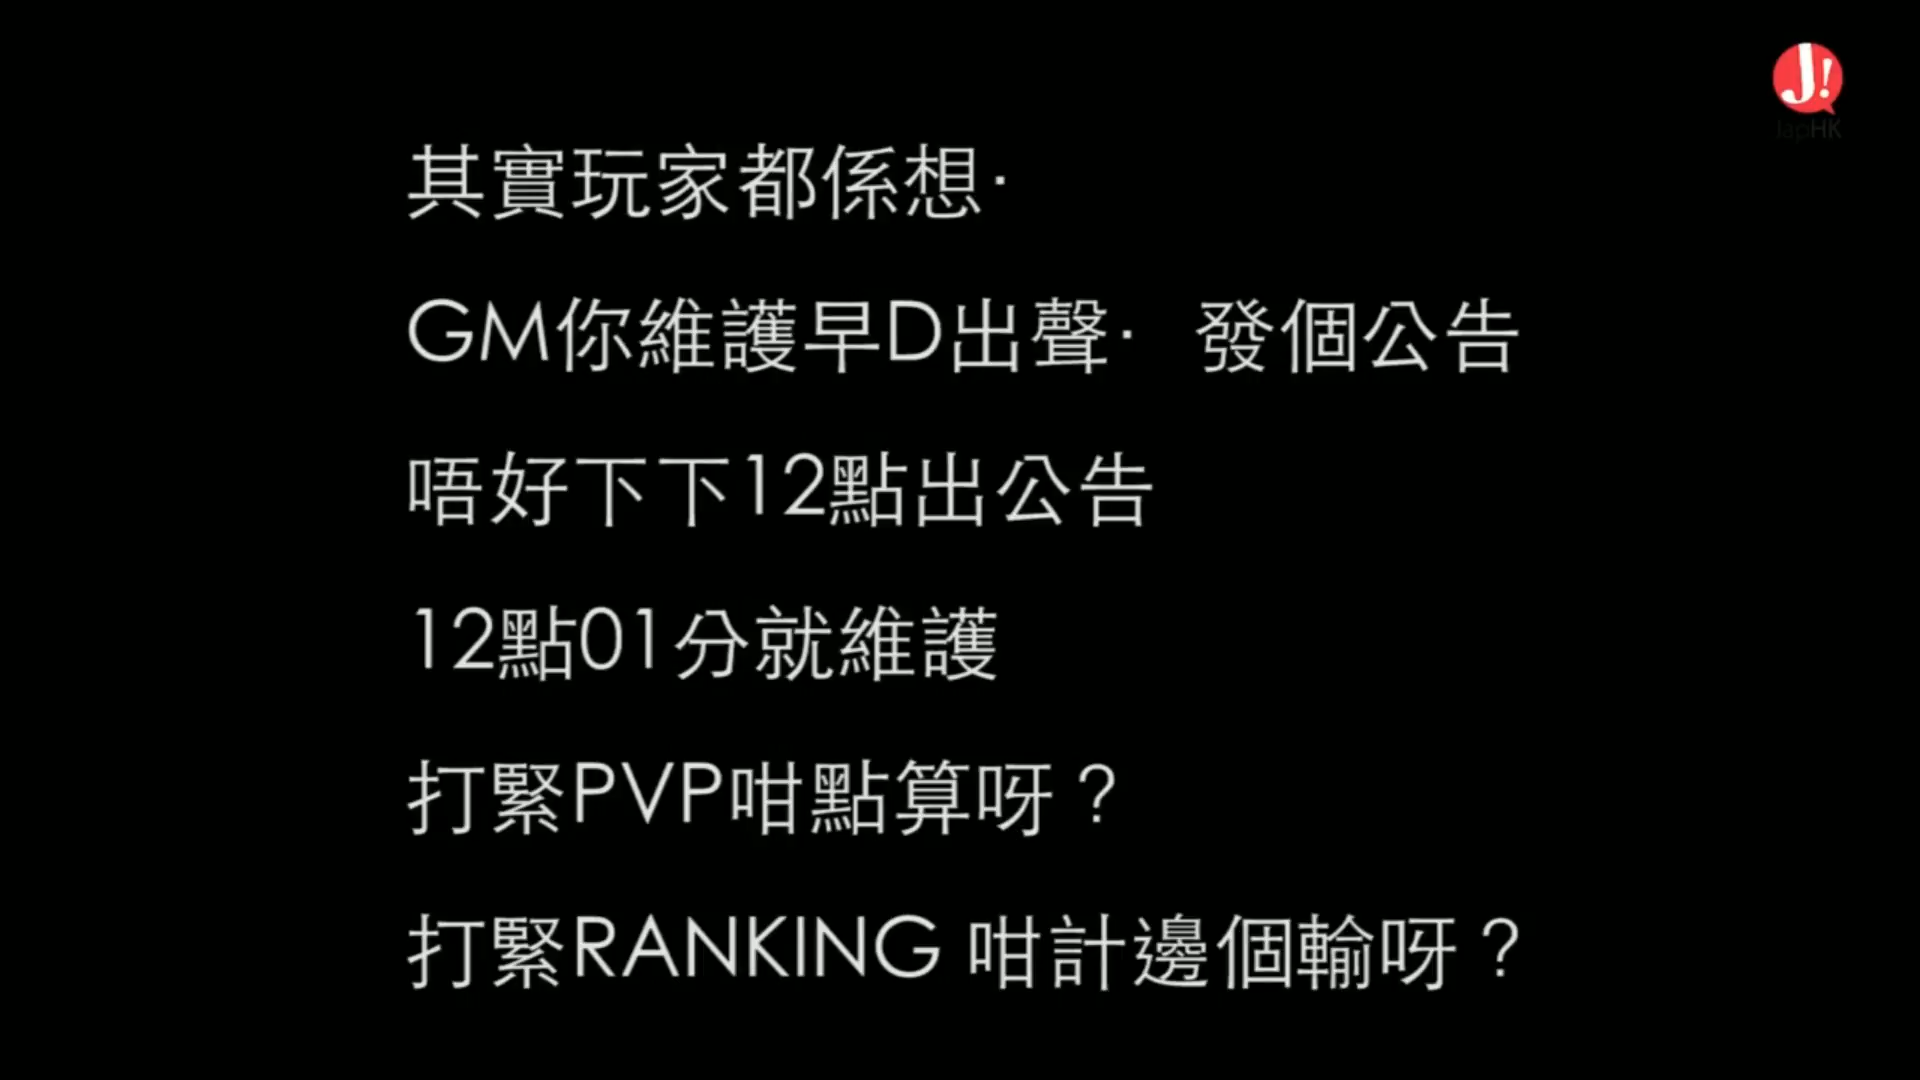 J!
JapHK
其實玩家都係想·
GM你維護早D出聲· 發個公告
唔好下下12點出公告
12點01分就維護
打緊PVP咁點算呀？
打緊RANKING 咁計邊個輸呀？